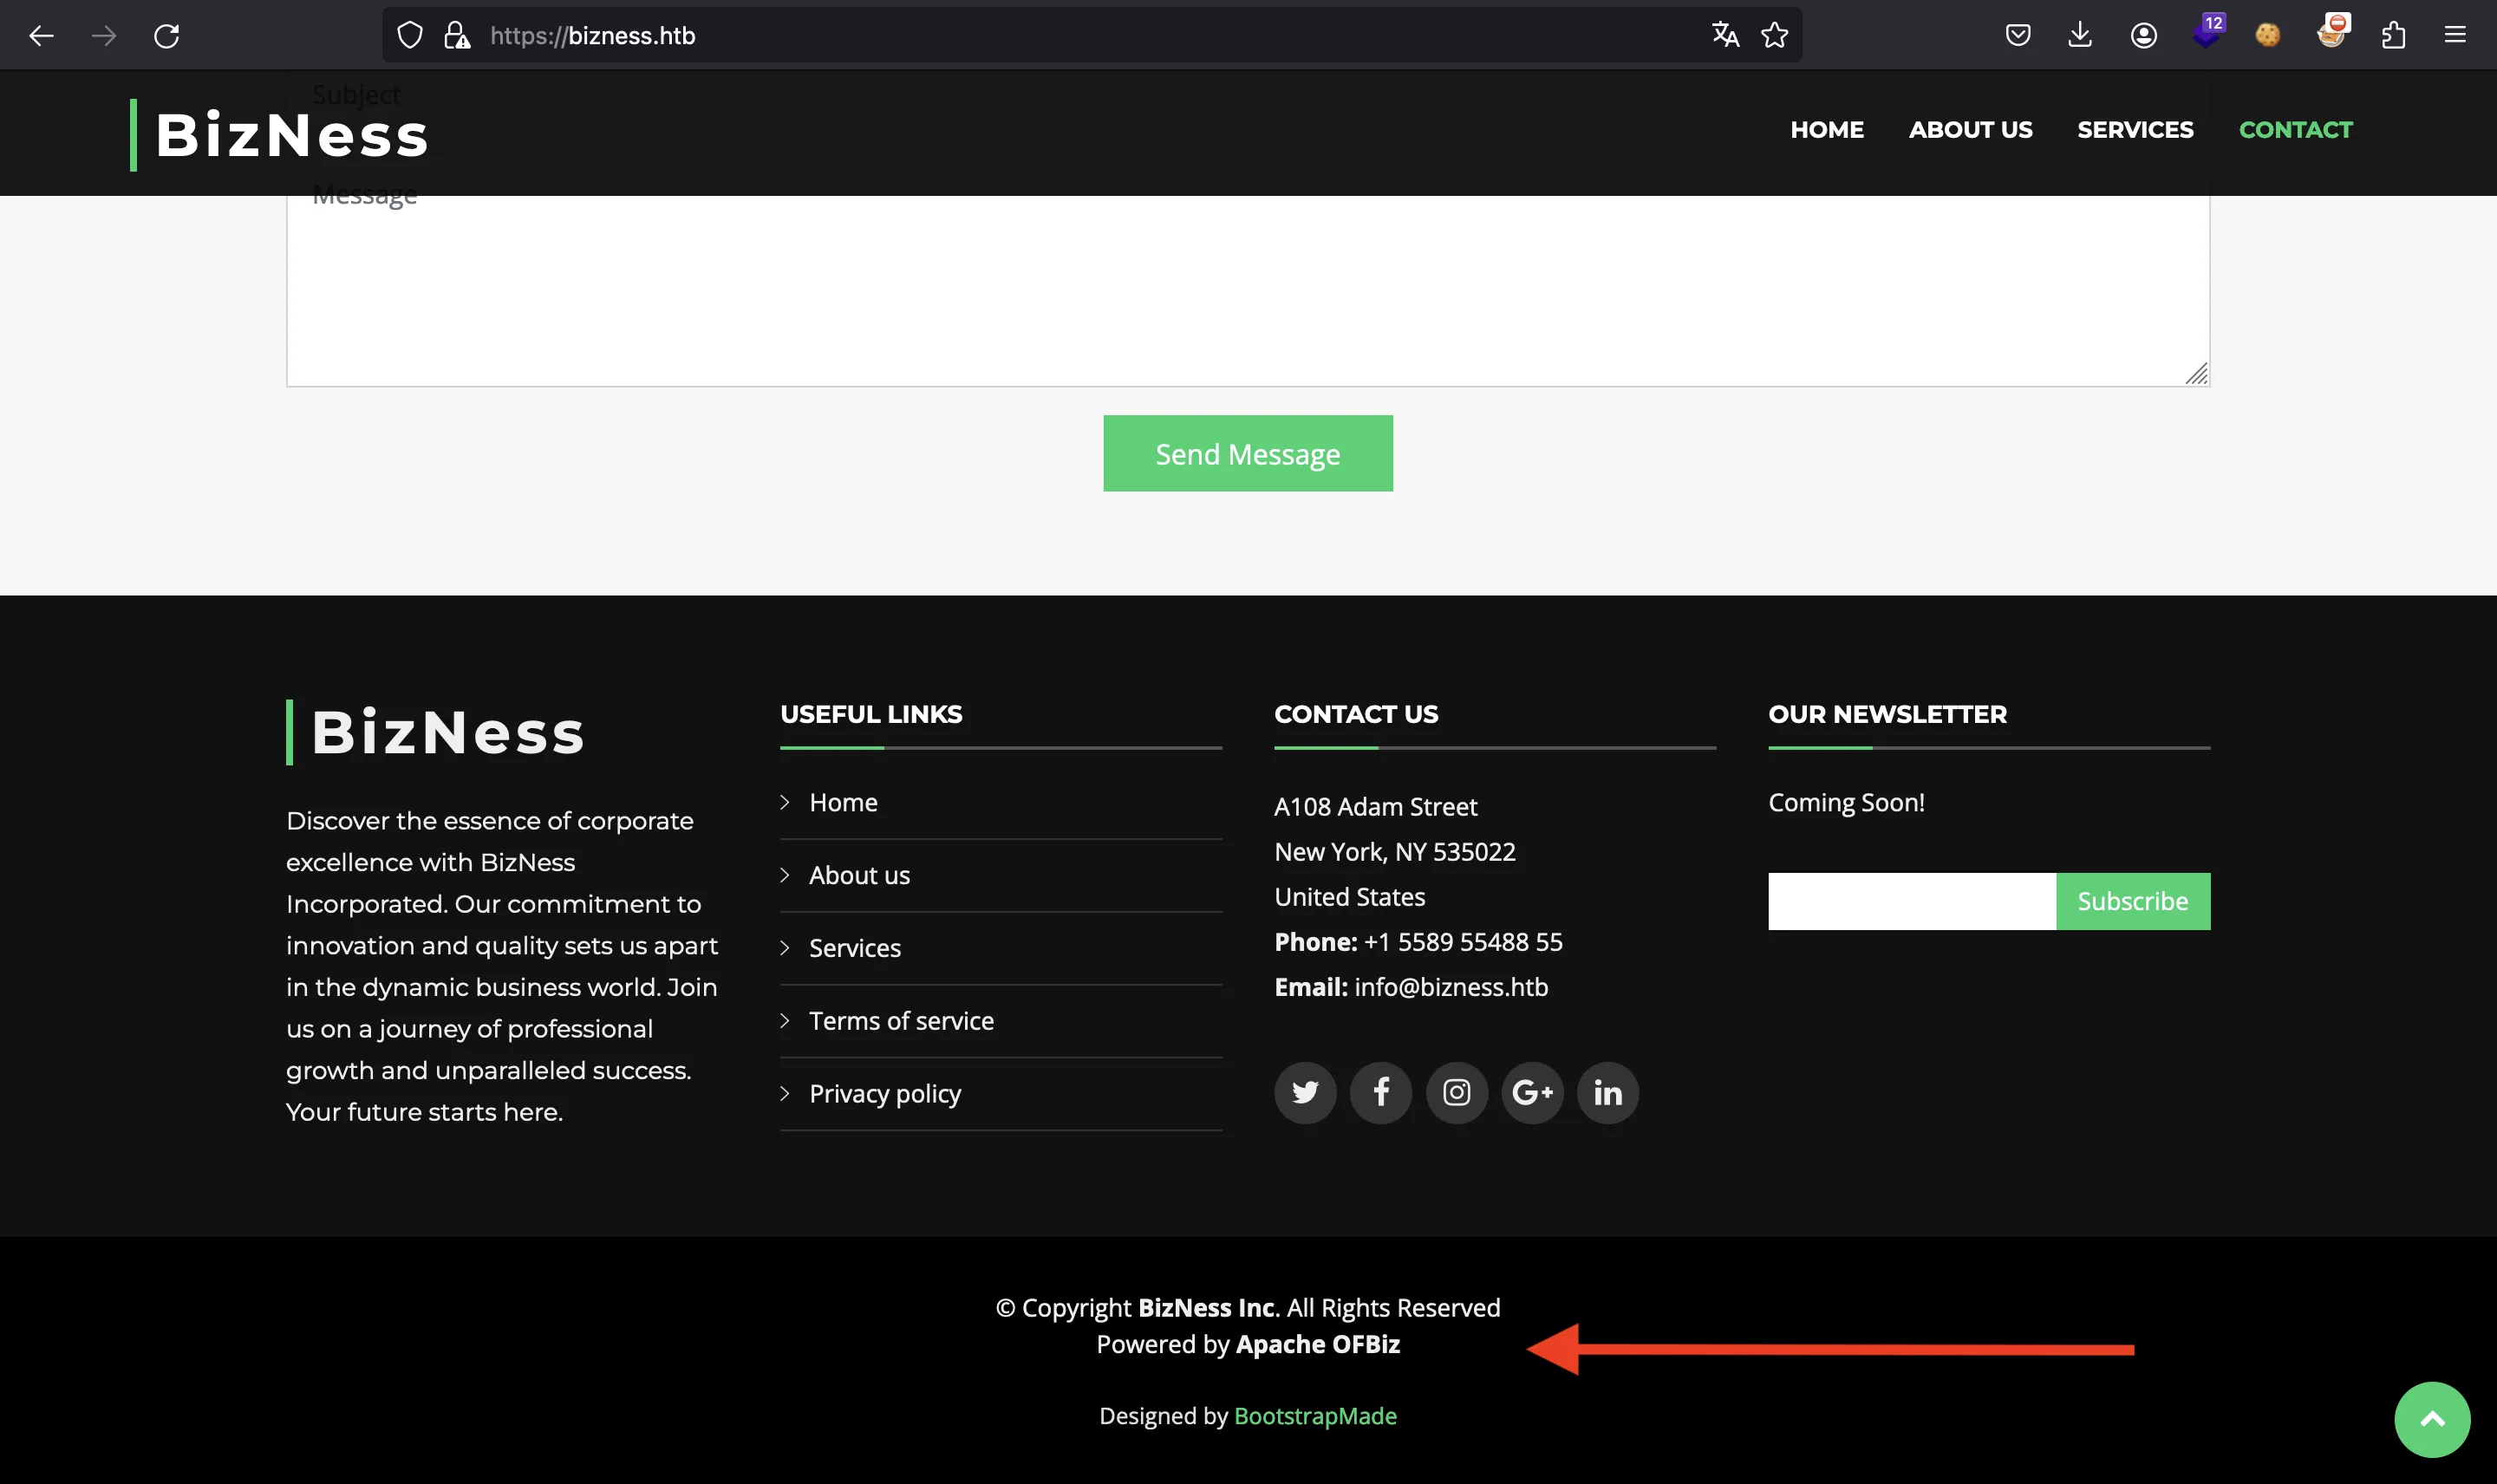 https://bizness.htb
12
Subject
BizNess
HOME
ABOUT US
SERVICES
CONTACT
Message
Send Message
BizNess
Discover the essence of corporate
excellence with BizNess
Incorporated. Our commitment to
innovation and quality sets us apart
in the dynamic business world. Join
us on a journey of professional
growth and unparalleled success.
Your future starts here.
USEFUL LINKS
Home
About us
Services
Terms of service
Privacy policy
CONTACT US
A108 Adam Street
New York, NY 535022
United States
Phone: +1 5589 55488 55
Email: info@bizness.htb
OUR NEWSLETTER
Coming Soon!
Subscribe
© Copyright BizNess Inc. All Rights Reserved
Powered by Apache OFBiz
Designed by BootstrapMade